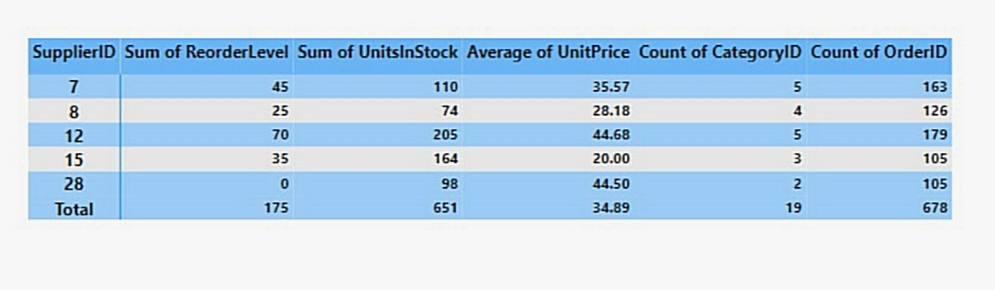 SupplierID Sum of ReorderLevel Sum of UnitsInStock Average of UnitPrice Count of CategoryID Count of OrderID
7 45 110 35.57 5 163
8 25 74 28.18 4 126
12 70 205 44.68 5 179
15 35 164 20.00 3 105
28 0 98 44.50 2 105
Total 175 651 34.89 19 678